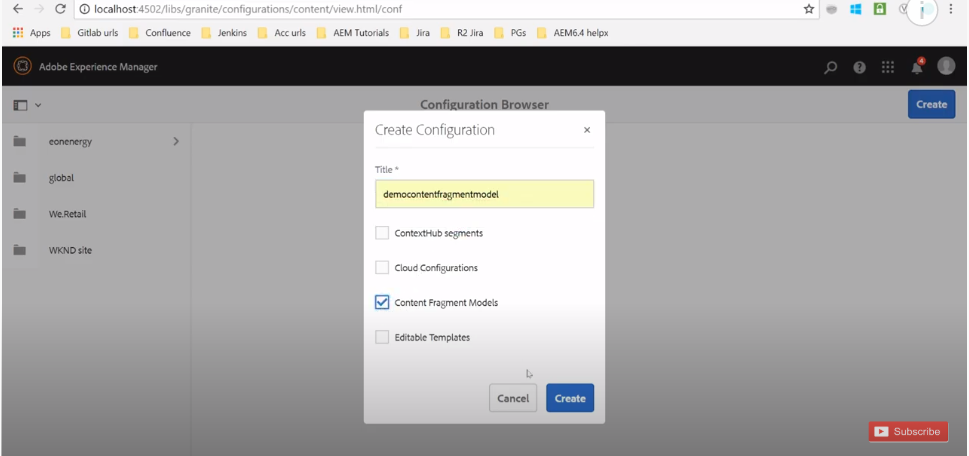 localhost:4502/libs/granite/configurations/content/view.html/conf
Apps Gitlab urls Confluence Jenkins Acc urls AEM Tutorials Jira R2 Jira PGs AEM6.4 helpx
Adobe Experience Manager
Configuration Browser
Create
eonenergy
global
We.Retail
WKND site
Create Configuration
Title *
democontentfragmentmodel
ContextHub segments
Cloud Configurations
Content Fragment Models
Editable Templates
Cancel Create
Subscribe